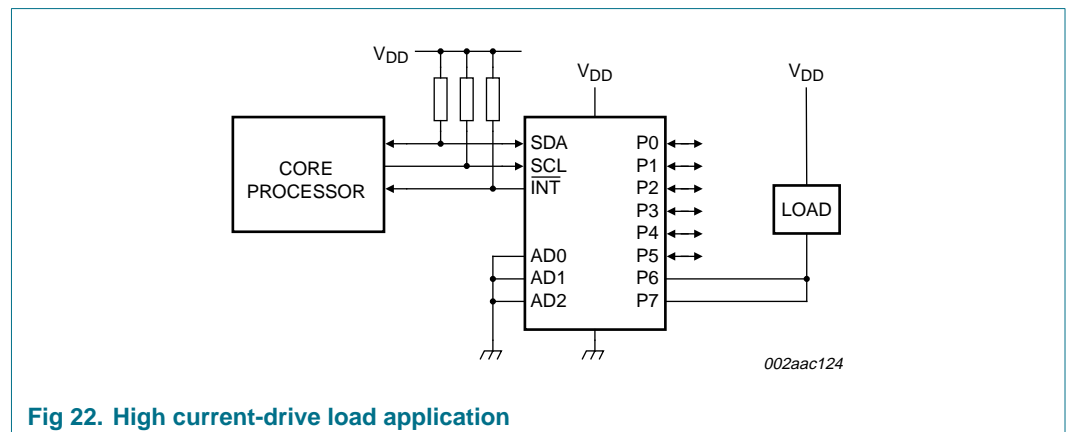 VDD
VDD
VDD
CORE
PROCESSOR
SDA
SCL
INT
AD0
AD1
AD2
P0
P1
P2
P3
P4
P5
P6
P7
LOAD
002aac124
Fig 22. High current-drive load application